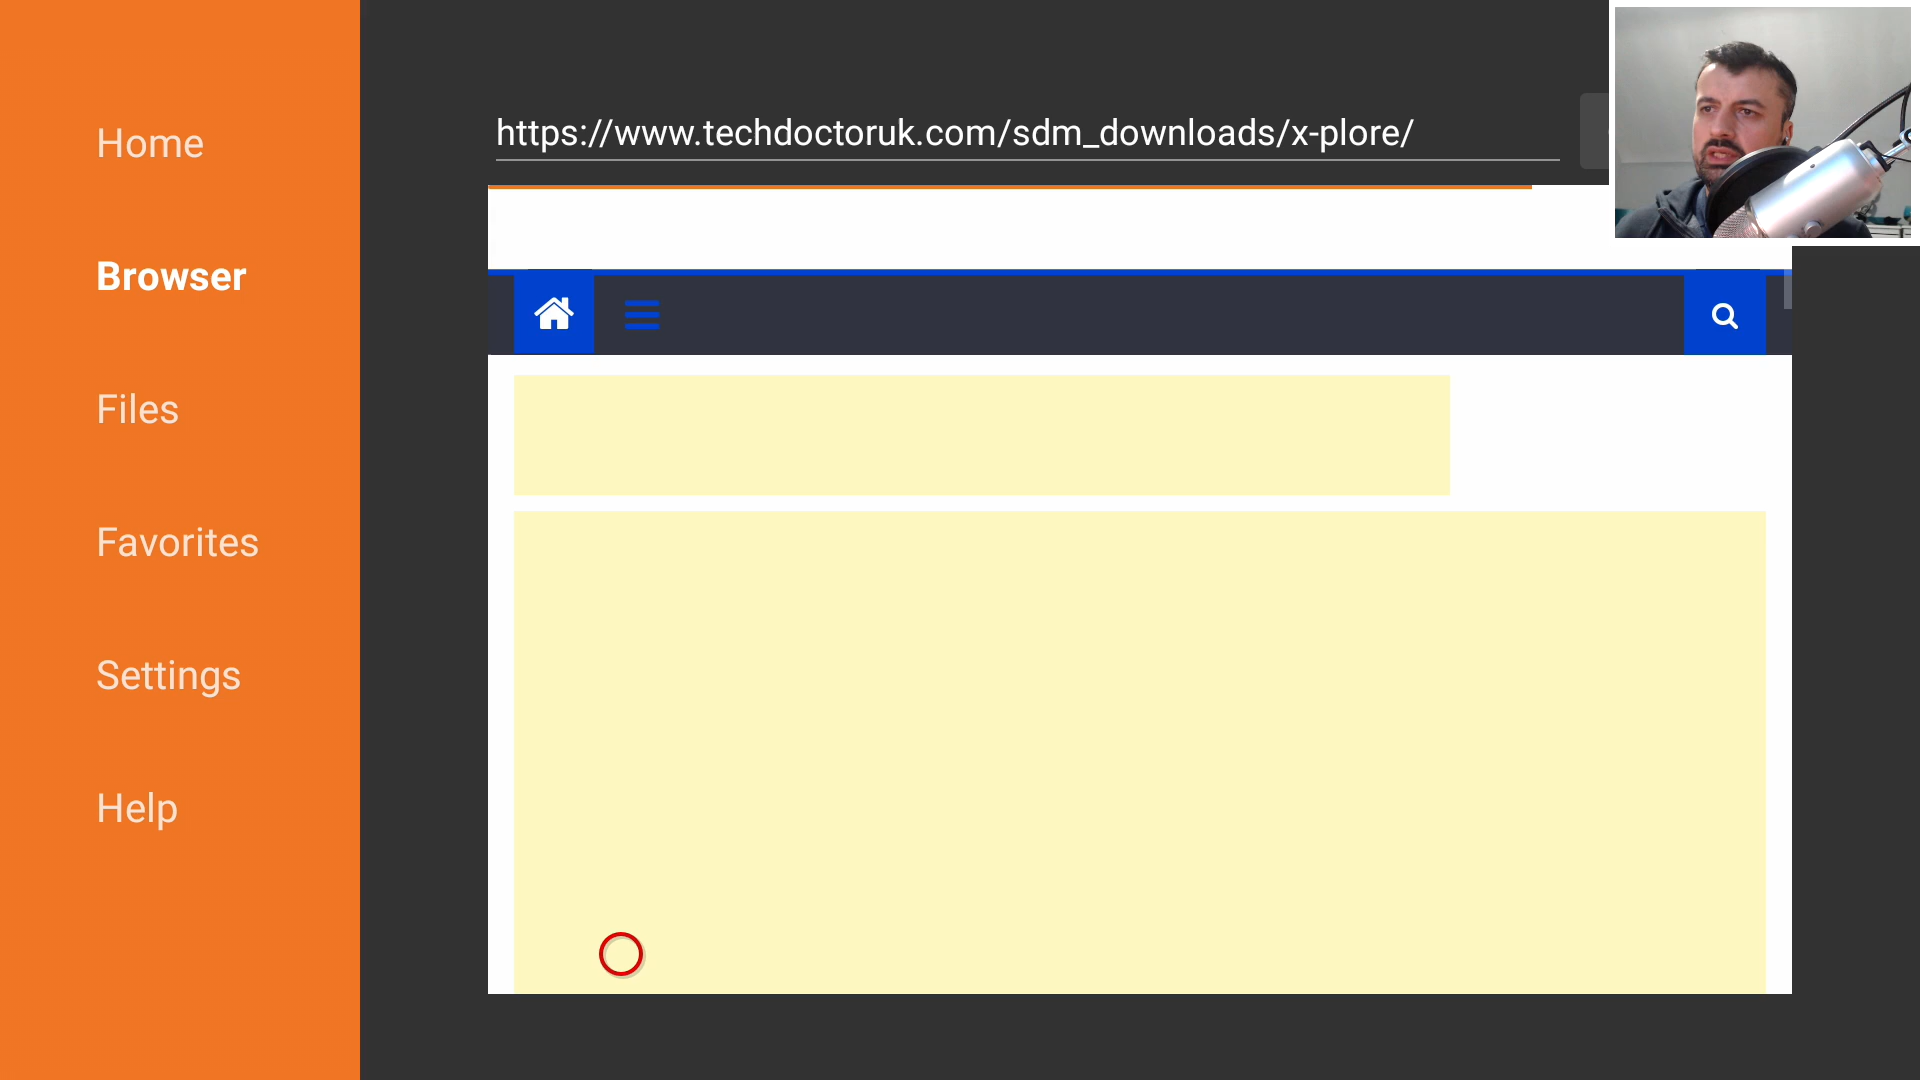 Home
Browser
Files
Favorites
Settings
Help
https://www.techdoctoruk.com/sdm_downloads/x-plore/